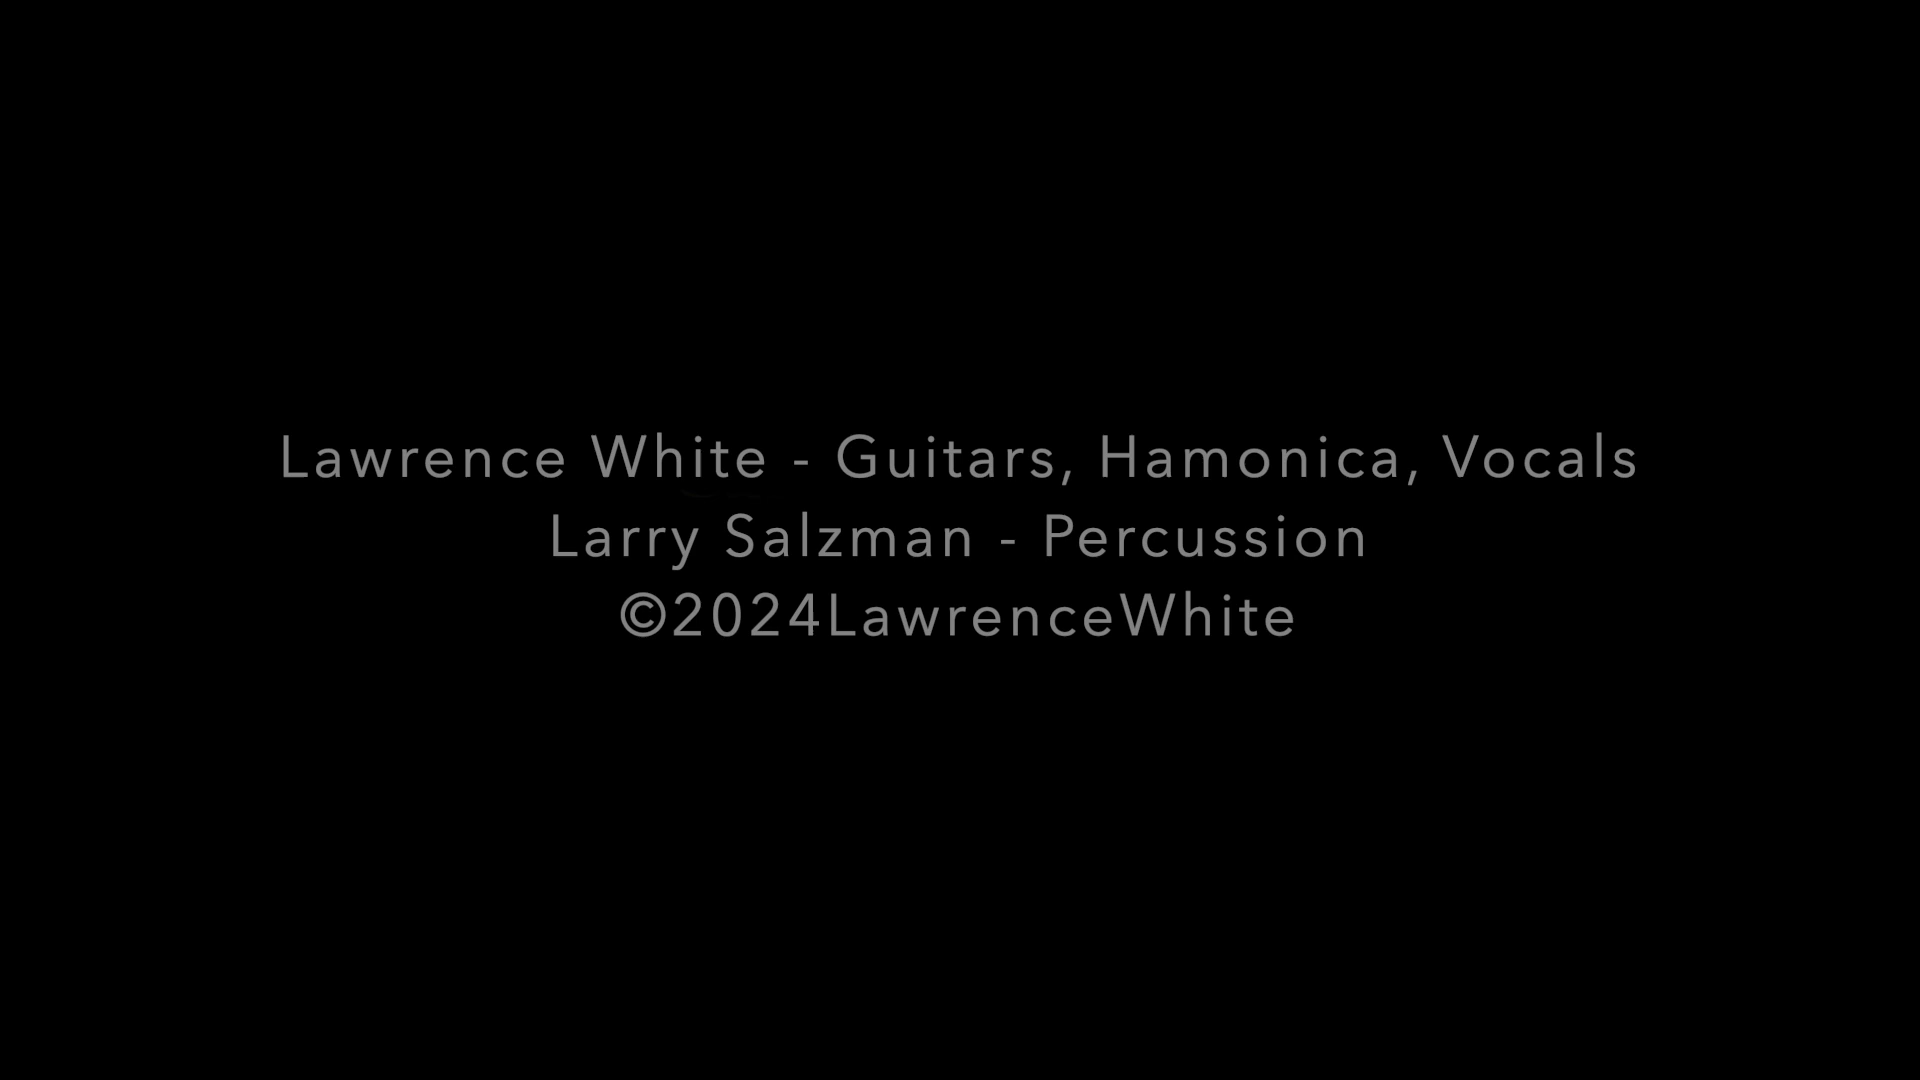 Lawrence White - Guitars, Hamonica, Vocals
Larry Salzman - Percussion
©2024LawrenceWhite